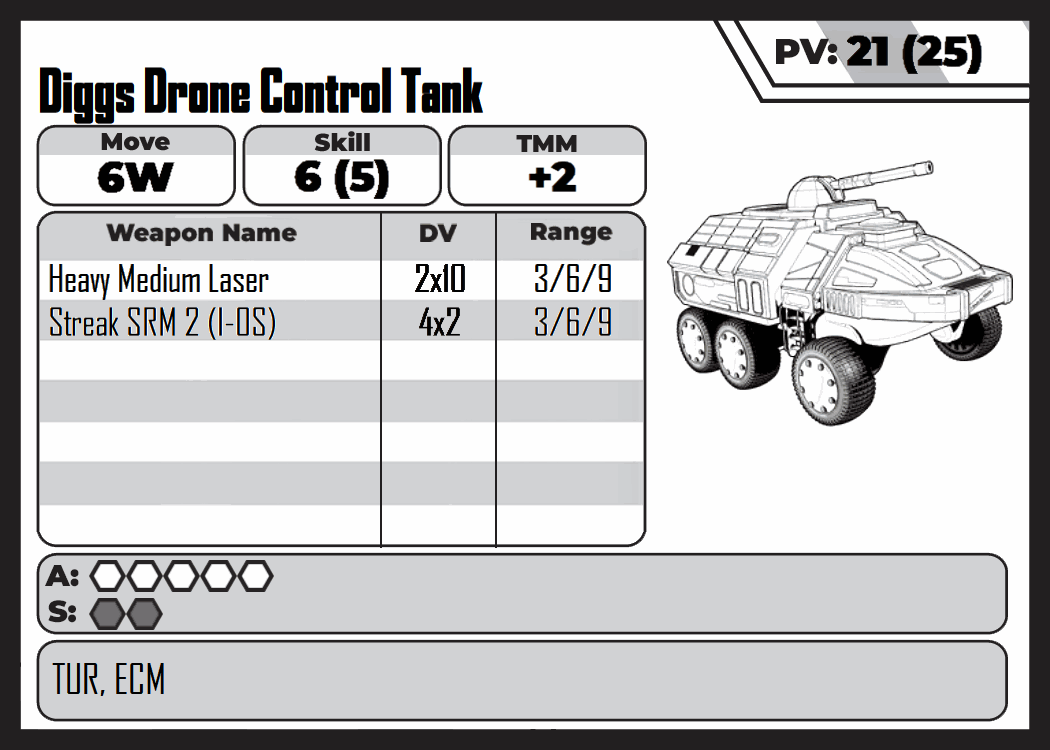 PV: 21 (25)
Diggs Drone Control Tank
Move Skill TMM
6W 6 (5) +2
Weapon Name DV Range
Heavy Medium Laser 2x10 3/6/9
Streak SRM 2 (I-OS) 4x2 3/6/9
A:
S:
TUR, ECM